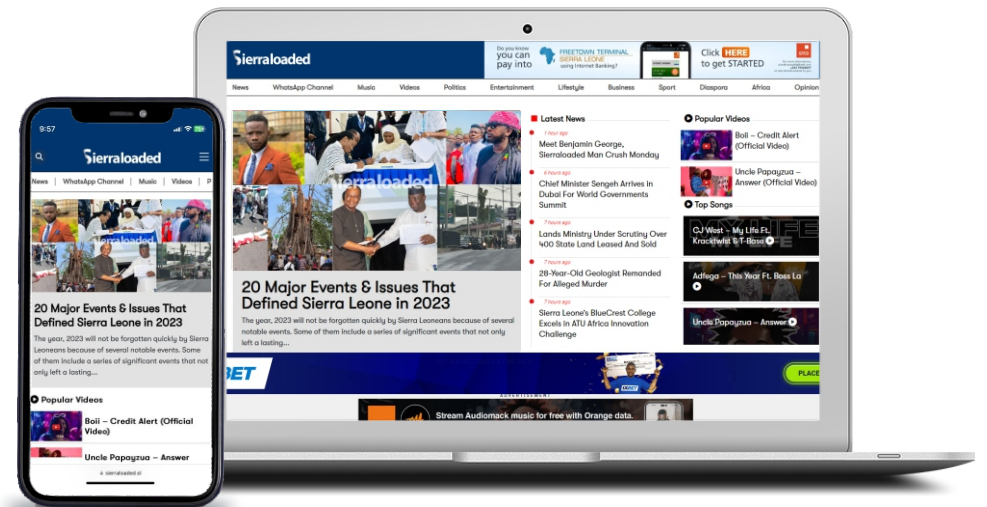 9:57
Sierraloaded
News | WhatsApp Channel | Music | Videos | P
Sierraloaded
20 Major Events & Issues That
Defined Sierra Leone in 2023
The year, 2023 will not be forgotten quickly by Sierra
Leoneans because of several notable events. Some
of them include a series of significant events that not
only left a lasting...
Popular Videos
Boii – Credit Alert (Official
Video)
Uncle Papayzua – Answer
sierraloaded.sl
Sierraloaded
Do you know
you can
pay into
FREETOWN TERMINAL
SIERRA LEONE
using Internet Banking?
Click HERE
to get STARTED
News WhatsApp Channel Music Videos Politics Entertainment Lifestyle Business Sport Diaspora Africa Opinion
erraloaded
20 Major Events & Issues That
Defined Sierra Leone in 2023
The year, 2023 will not be forgotten quickly by Sierra Leoneans because of several
notable events. Some of them include a series of significant events that not only
left a lasting...
Latest News
1 hour ago
Meet Benjamin George,
Sierraloaded Man Crush Monday
6 hours ago
Chief Minister Sengeh Arrives in
Dubai For World Governments
Summit
7 hours ago
Lands Ministry Under Scrutiny Over
400 State Land Leased And Sold
7 hours ago
28-Year-Old Geologist Remanded
For Alleged Murder
7 hours ago
Sierra Leone's BlueCrest College
Excels in ATU Africa Innovation
Challenge
Popular Videos
Boii – Credit Alert
(Official Video)
Uncle Papayzua –
Answer (Official Video)
Top Songs
MY LIFE
CJ West – My Life Ft.
Kracktwist & T-Base
Adfega – This Year Ft. Boss La
Uncle Papayzua – Answer
BET
1XBET
PLACE
ADVERTISEMENT
Stream Audiomack music for free with Orange data.